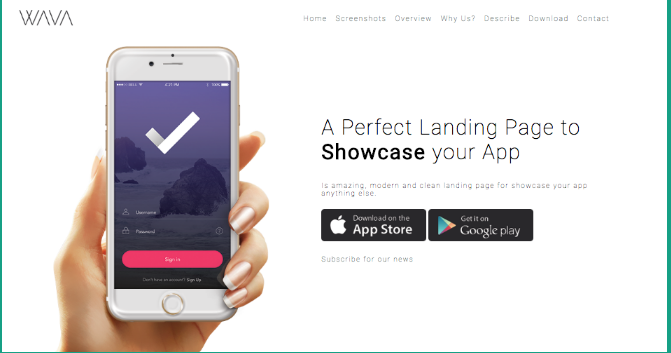 WAVA
Home Screenshots Overview Why Us? Describe Download Contact
4:21 PM
A Perfect Landing Page to
Showcase your App
Is amazing, modern and clean landing page for showcase your app
anything else.
Download on the
App Store
Get it on
Google play
Subscribe for our news
Username
Password
Sign in
Don't have an account? Sign Up